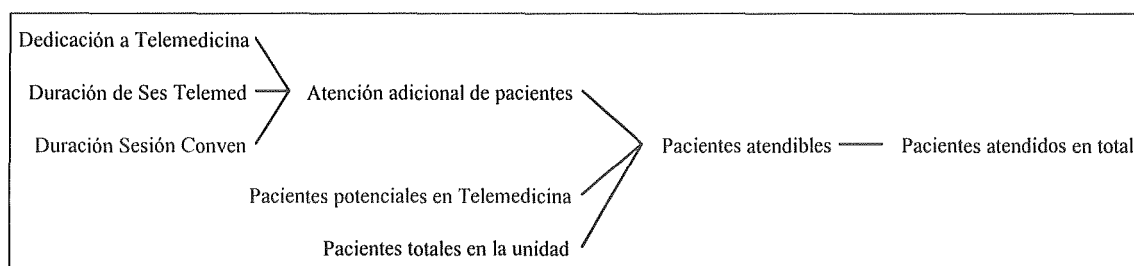 Dedicación a Telemedicina
Duración de Ses Telemed
Atención adicional de pacientes
Duración Sesión Conven
Pacientes atendibles
Pacientes atendidos en total
Pacientes potenciales en Telemedicina
Pacientes totales en la unidad